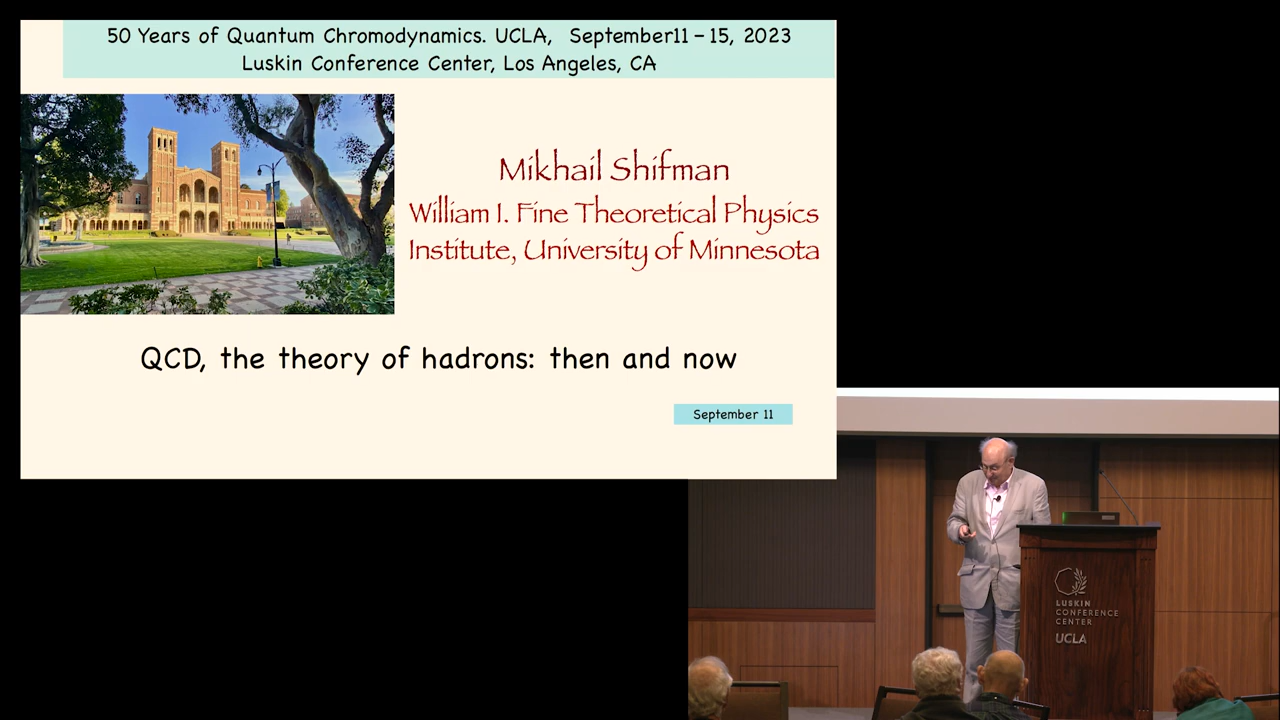 50 Years of Quantum Chromodynamics. UCLA, September11 – 15, 2023
Luskin Conference Center, Los Angeles, CA
Mikhail Shifman
William I. Fine Theoretical Physics
Institute, University of Minnesota
QCD, the theory of hadrons: then and now
September 11
LUSKIN
CONFERENCE
CENTER
UCLA